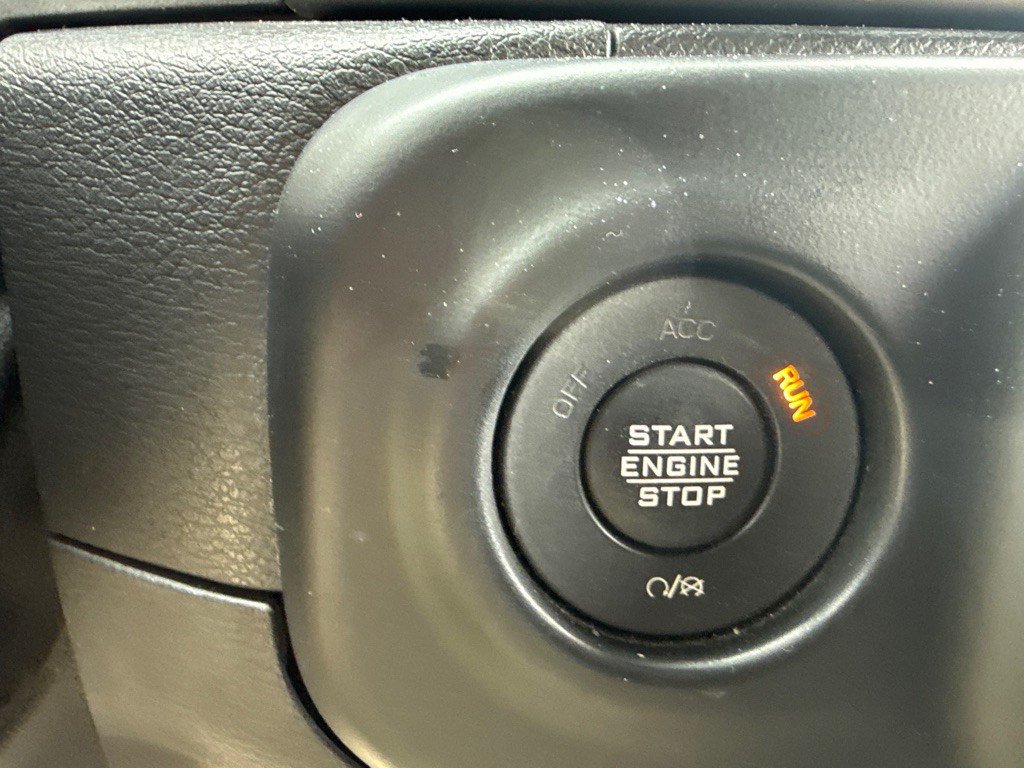 ACC
OFF
RUN
START
ENGINE
STOP